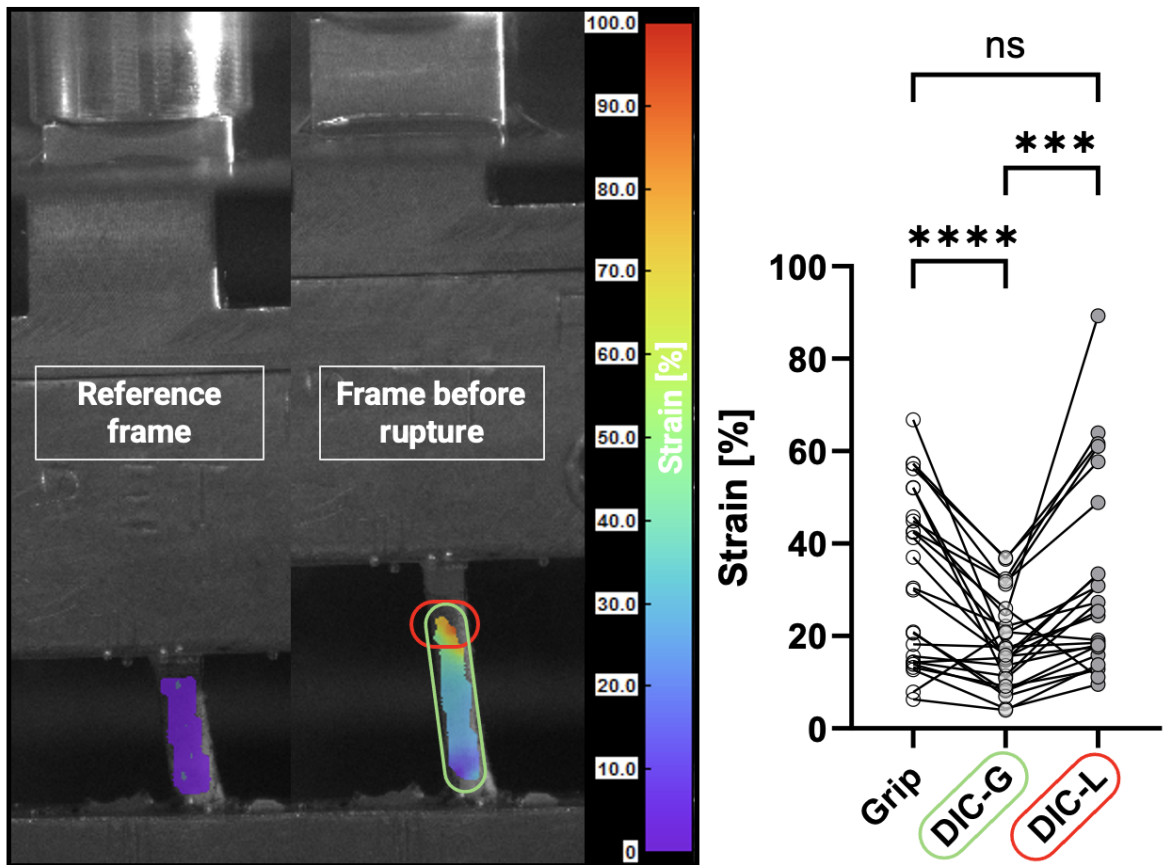 Reference
frame
Frame before
rupture
100.0
90.0
80.0
70.0
60.0
50.0
40.0
30.0
20.0
10.0
0
Strain [%]
ns
***
****
100
80
60
40
20
0
Strain [%]
Grip
DIC-G
DIC-L